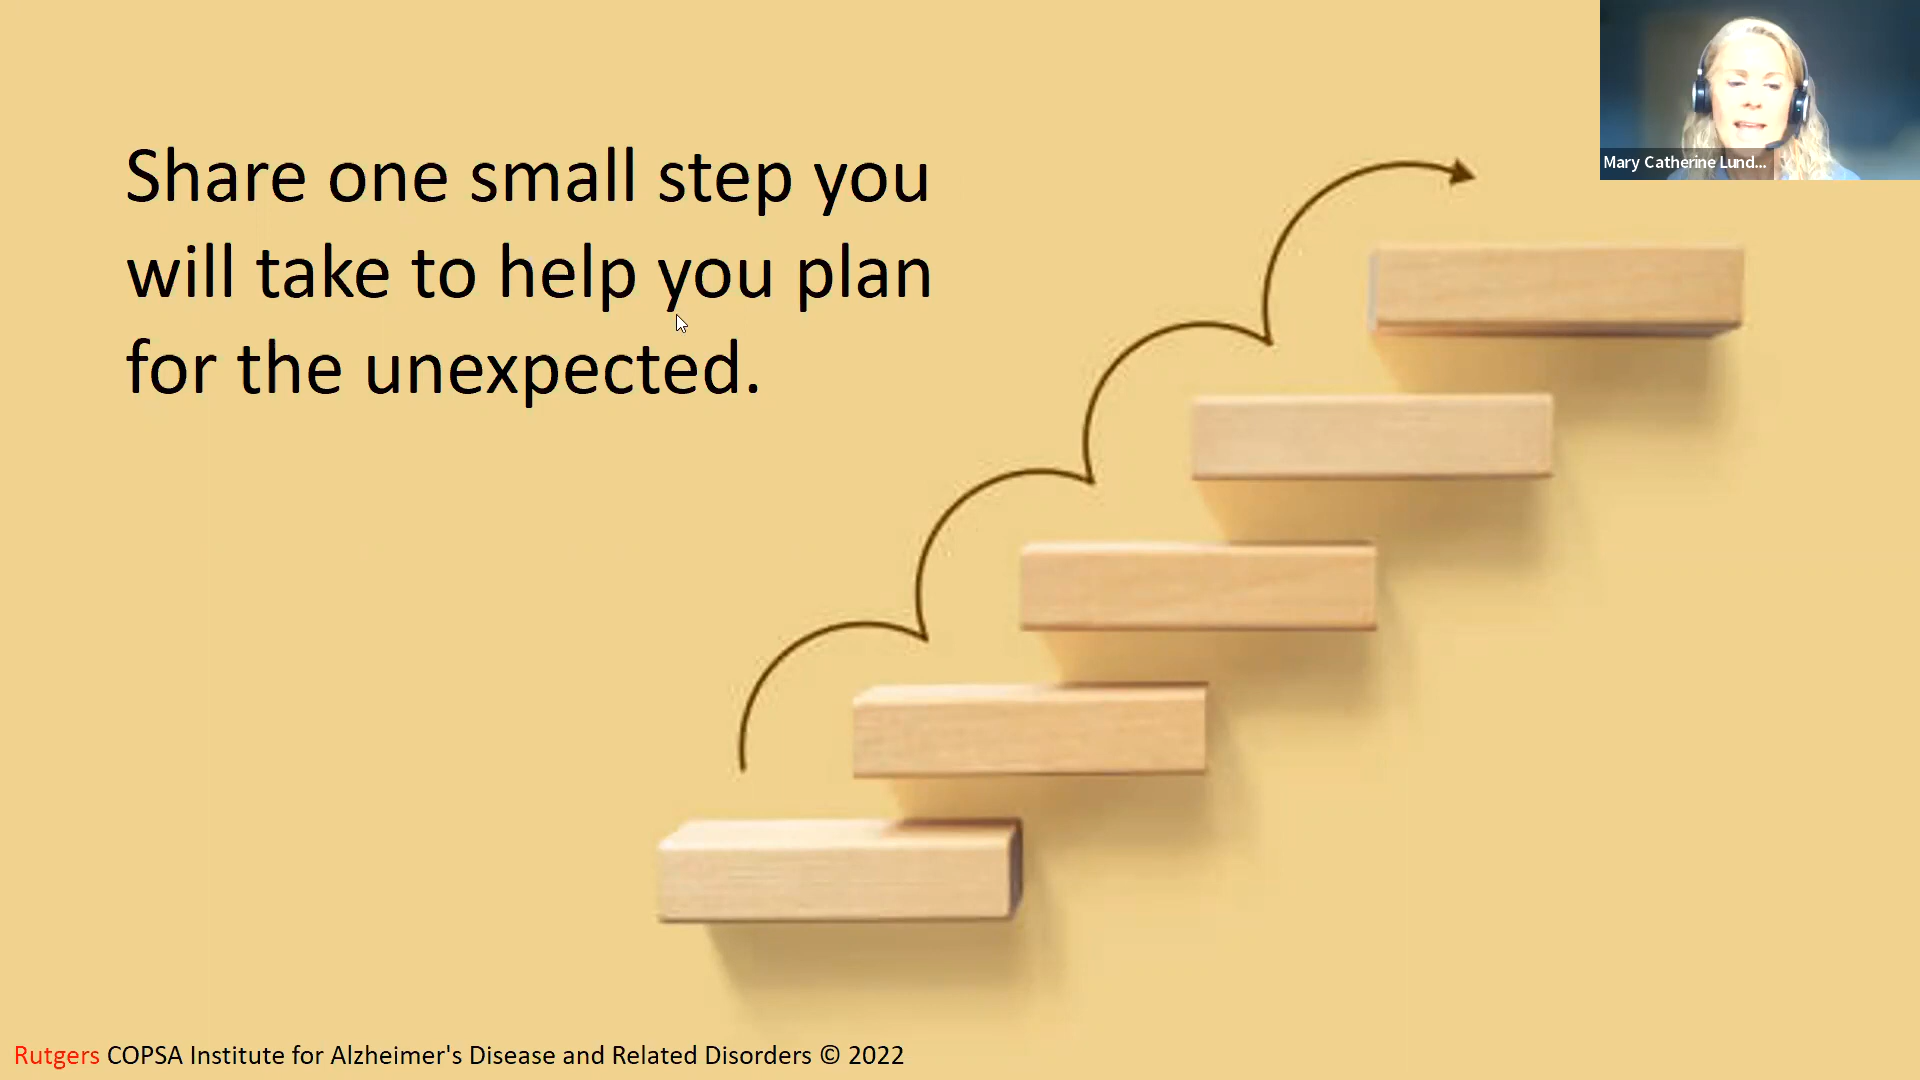 Share one small step you
will take to help you plan
for the unexpected.
Mary Catherine Lund...
Rutgers COPSA Institute for Alzheimer's Disease and Related Disorders © 2022